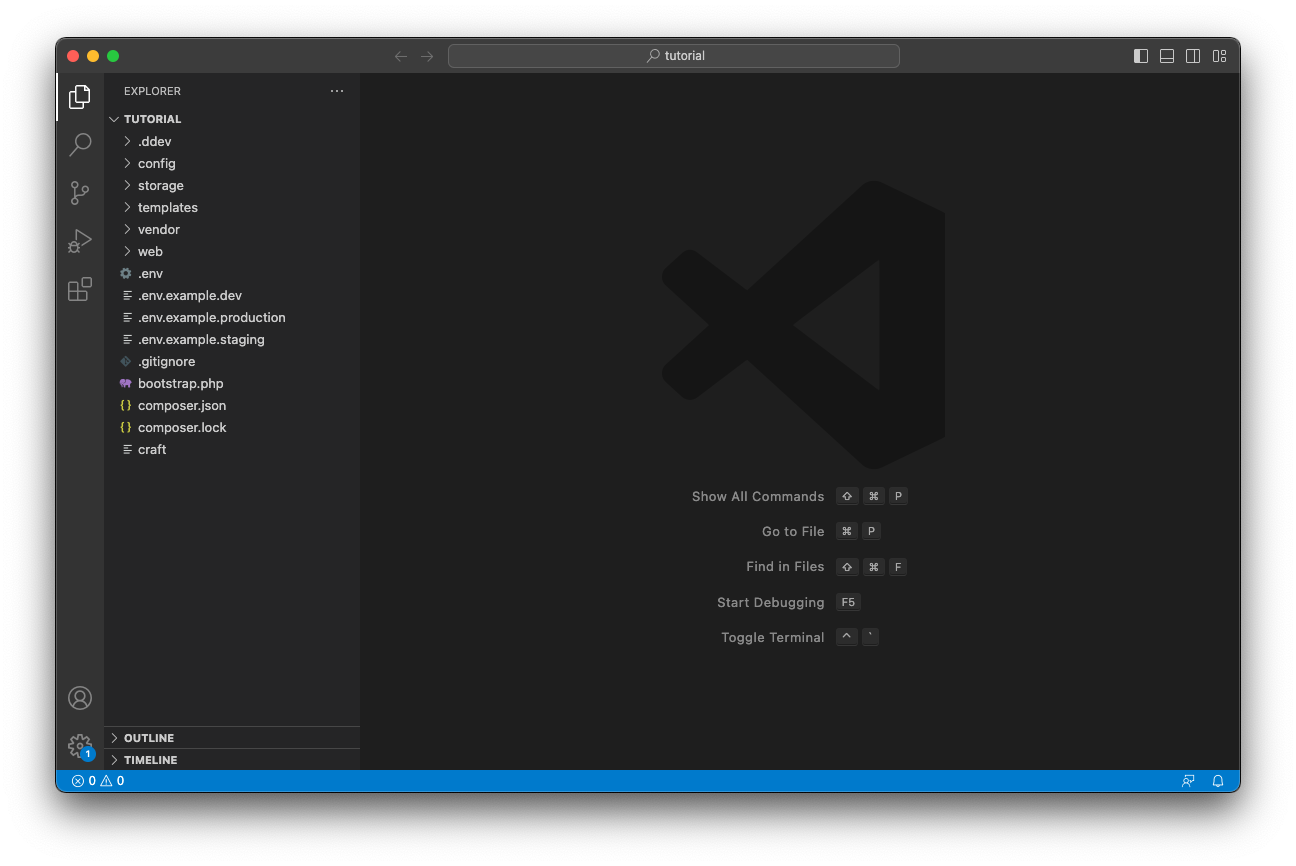 tutorial
EXPLORER
TUTORIAL
.ddev
config
storage
templates
vendor
web
.env
.env.example.dev
.env.example.production
.env.example.staging
.gitignore
bootstrap.php
{} composer.json
{} composer.lock
craft
OUTLINE
TIMELINE
Show All Commands ⇧ ⌘ P
Go to File ⌘ P
Find in Files ⇧ ⌘ F
Start Debugging F5
Toggle Terminal ^ `
1
0 0